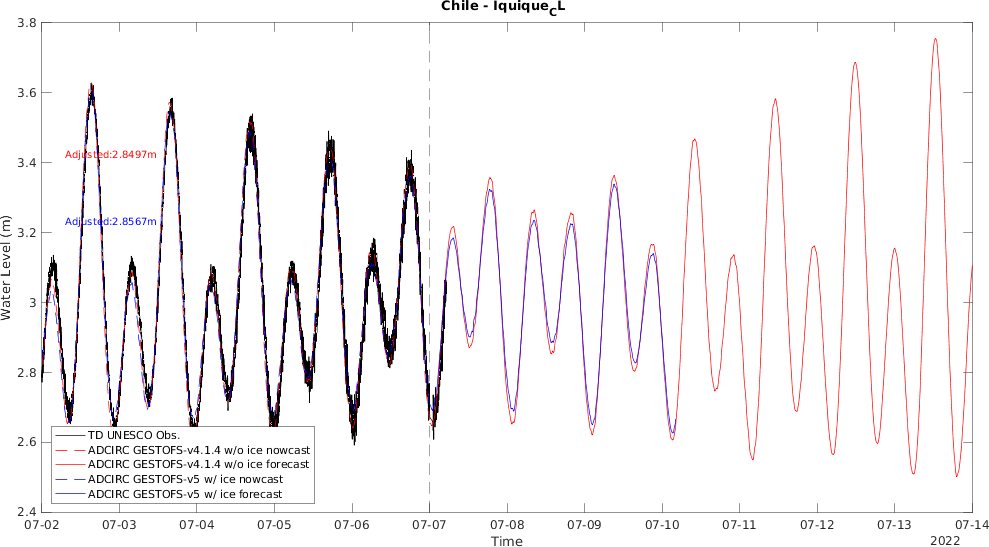 Chile - Iquique_CL
3.8
3.6
3.4
3.2
3
2.8
2.6
2.4
Water Level (m)
Adjusted:2.8497m
Adjusted:2.8567m
TD UNESCO Obs.
ADCIRC GESTOFS-v4.1.4 w/o ice nowcast
ADCIRC GESTOFS-v4.1.4 w/o ice forecast
ADCIRC GESTOFS-v5 w/ ice nowcast
ADCIRC GESTOFS-v5 w/ ice forecast
07-02 07-03 07-04 07-05 07-06 07-07 07-08 07-09 07-10 07-11 07-12 07-13 07-14
Time
2022